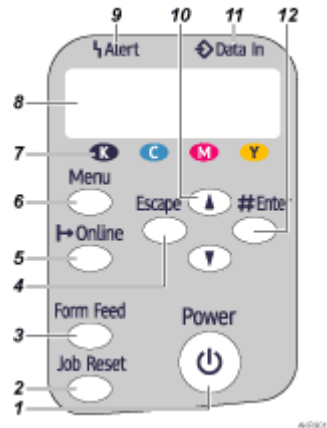 9 10 11 12
Alert Data In
8
7 K C M Y
Menu
6 Escape #Enter
Online
5
4
Form Feed Power
3
Job Reset
2
1